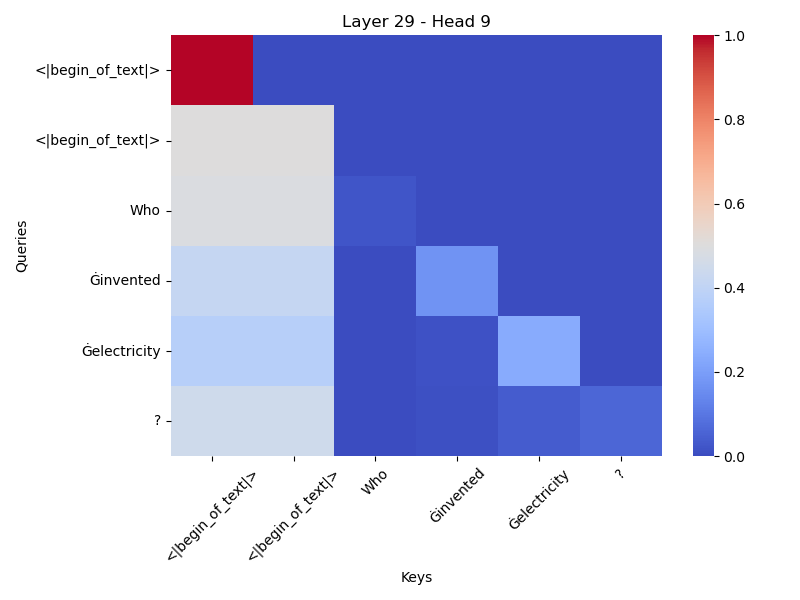 Layer 29 - Head 9
<|begin_of_text|>
<|begin_of_text|>
Who
Ġinvented
Ġelectricity
?
Queries
<|begin_of_text|>
<|begin_of_text|>
Who
Ġinvented
Ġelectricity
?
Keys
1.0
0.8
0.6
0.4
0.2
0.0